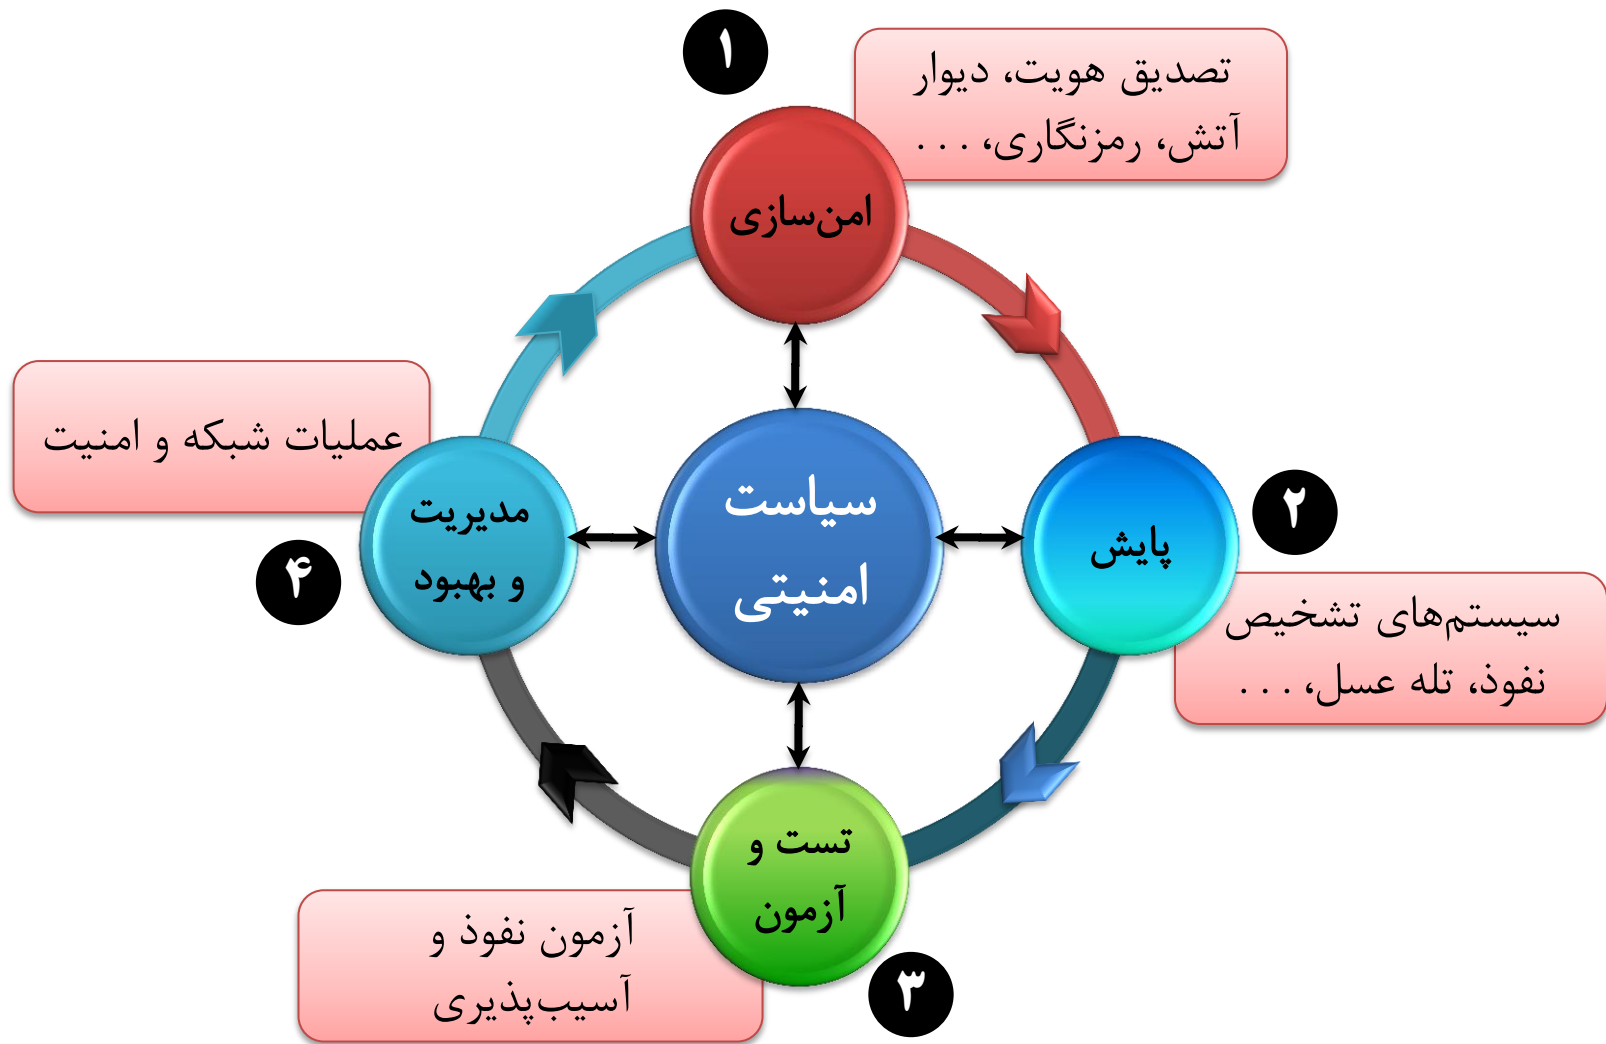 ۱
تصدیق هویت، دیوار
آتش، رمزنگاری، ...
امن‌سازی
۲
پایش
سیستم‌های تشخیص
نفوذ، تله عسل، ...
سیاست
امنیتی
عملیات شبکه و امنیت
مدیریت
و بهبود
۴
تست و
آزمون
۳
آزمون نفوذ و
آسیب‌پذیری